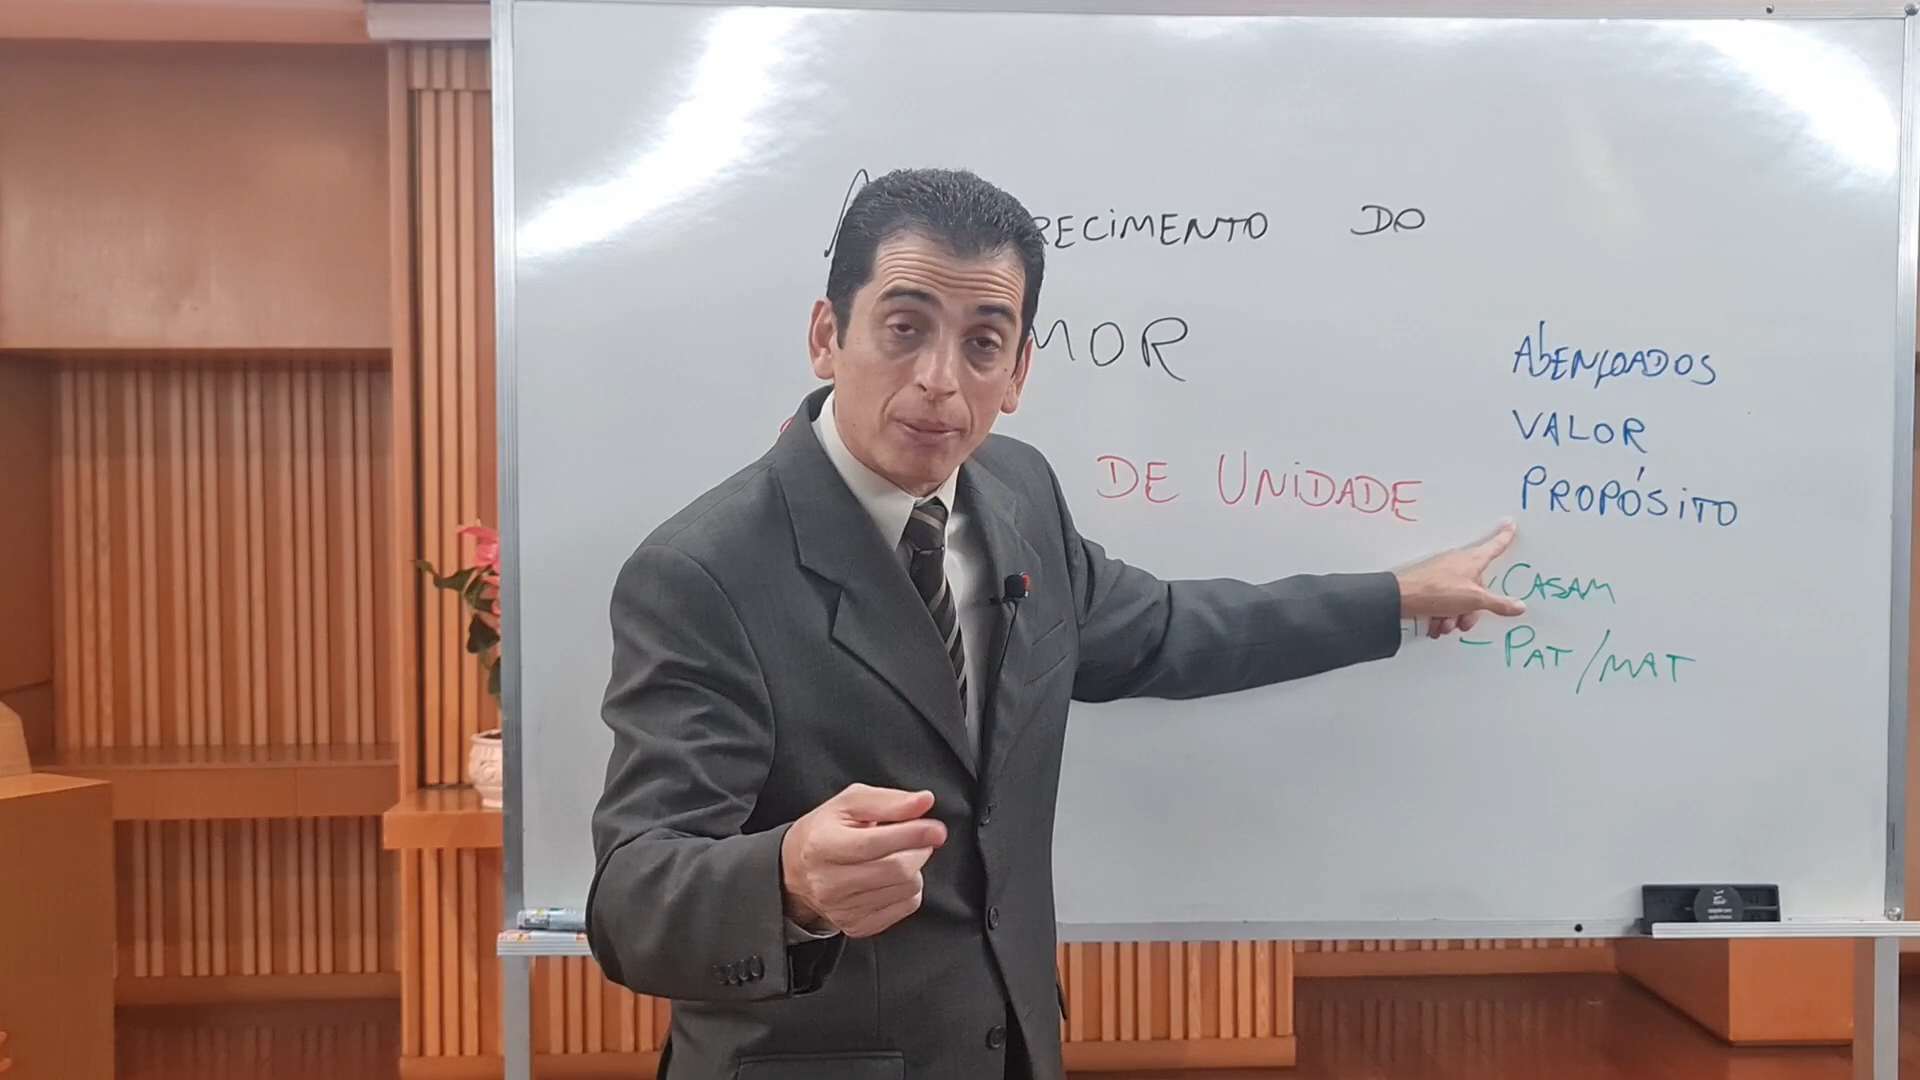 RECIMENTO DO
MOR
DE UNIDADE
AbENÇOADOS
VALOR
PROPÓSITO
CASAM
- PAT/MAT